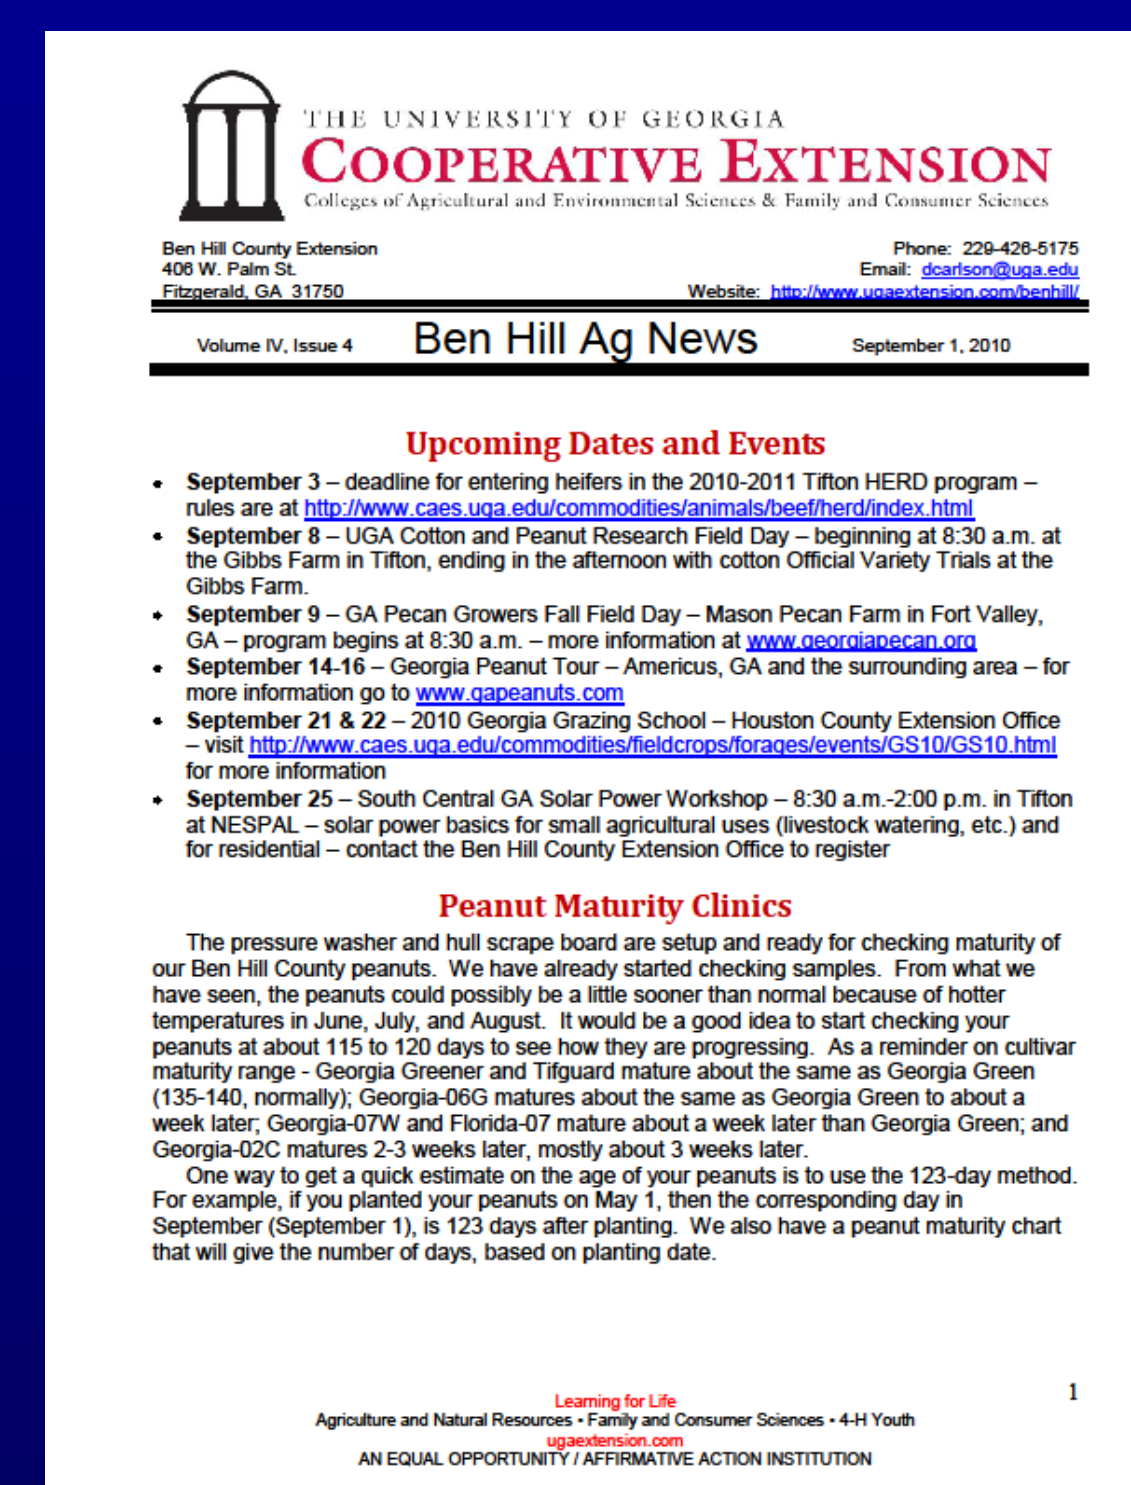 THE UNIVERSITY OF GEORGIA
COOPERATIVE EXTENSION
Colleges of Agricultural and Environmental Sciences & Family and Consumer Sciences
Ben Hill County Extension
406 W. Palm St.
Fitzgerald, GA  31750
Phone:  229-426-5175
Email:  dcarlson@uga.edu
Website:  http://www.ugaextension.com/benhill/
Volume IV, Issue 4
Ben Hill Ag News
September 1, 2010
Upcoming Dates and Events
• September 3 – deadline for entering heifers in the 2010-2011 Tifton HERD program –
rules are at http://www.caes.uga.edu/commodities/animals/beef/herd/index.html
• September 8 – UGA Cotton and Peanut Research Field Day – beginning at 8:30 a.m. at
the Gibbs Farm in Tifton, ending in the afternoon with cotton Official Variety Trials at the
Gibbs Farm.
• September 9 – GA Pecan Growers Fall Field Day – Mason Pecan Farm in Fort Valley,
GA – program begins at 8:30 a.m. – more information at www.georgiapecan.org
• September 14-16 – Georgia Peanut Tour – Americus, GA and the surrounding area – for
more information go to www.gapeanuts.com
• September 21 & 22 – 2010 Georgia Grazing School – Houston County Extension Office
– visit http://www.caes.uga.edu/commodities/fieldcrops/forages/events/GS10/GS10.html
for more information
• September 25 – South Central GA Solar Power Workshop – 8:30 a.m.-2:00 p.m. in Tifton
at NESPAL – solar power basics for small agricultural uses (livestock watering, etc.) and
for residential – contact the Ben Hill County Extension Office to register
Peanut Maturity Clinics
The pressure washer and hull scrape board are setup and ready for checking maturity of
our Ben Hill County peanuts.  We have already started checking samples.  From what we
have seen, the peanuts could possibly be a little sooner than normal because of hotter
temperatures in June, July, and August.  It would be a good idea to start checking your
peanuts at about 115 to 120 days to see how they are progressing.  As a reminder on cultivar
maturity range - Georgia Greener and Tifguard mature about the same as Georgia Green
(135-140, normally); Georgia-06G matures about the same as Georgia Green to about a
week later; Georgia-07W and Florida-07 mature about a week later than Georgia Green; and
Georgia-02C matures 2-3 weeks later, mostly about 3 weeks later.
One way to get a quick estimate on the age of your peanuts is to use the 123-day method.
For example, if you planted your peanuts on May 1, then the corresponding day in
September (September 1), is 123 days after planting.  We also have a peanut maturity chart
that will give the number of days, based on planting date.
1
Learning for Life
Agriculture and Natural Resources • Family and Consumer Sciences • 4-H Youth
ugaextension.com
AN EQUAL OPPORTUNITY / AFFIRMATIVE ACTION INSTITUTION